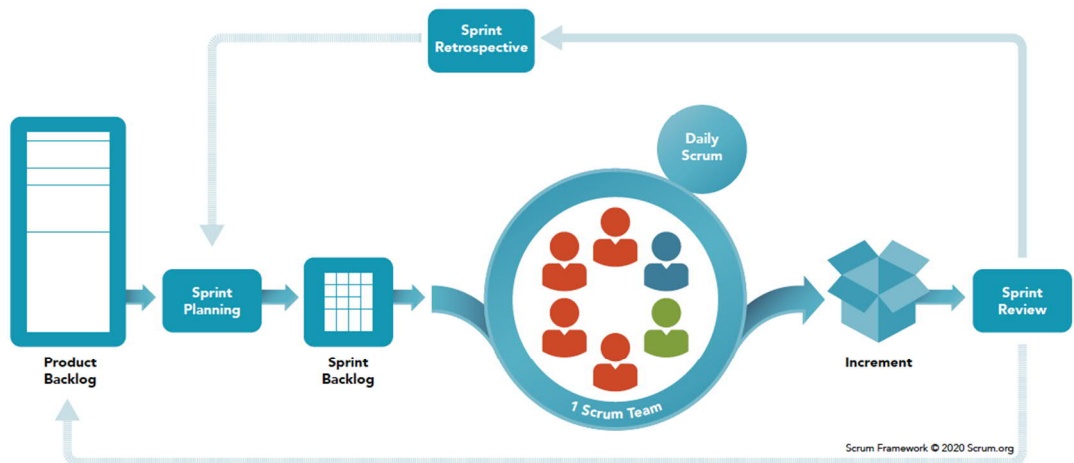 Sprint
Retrospective
Daily
Scrum
Sprint
Planning
Sprint
Review
Product
Backlog
Sprint
Backlog
Increment
1 Scrum Team
Scrum Framework © 2020 Scrum.org